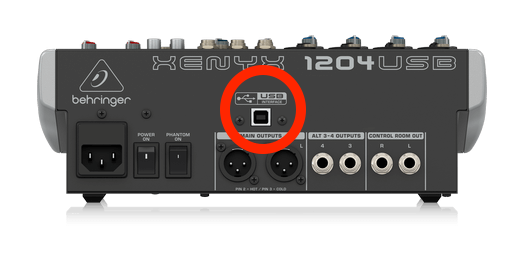 XENYX 1204USB
behringer
USB
INTERFACE
POWER
ON
PHANTOM
ON
MAIN OUTPUTS
L
PIN 2 = HOT / PIN 3 = COLD
ALT 3-4 OUTPUTS
4 3
CONTROL ROOM OUT
R L